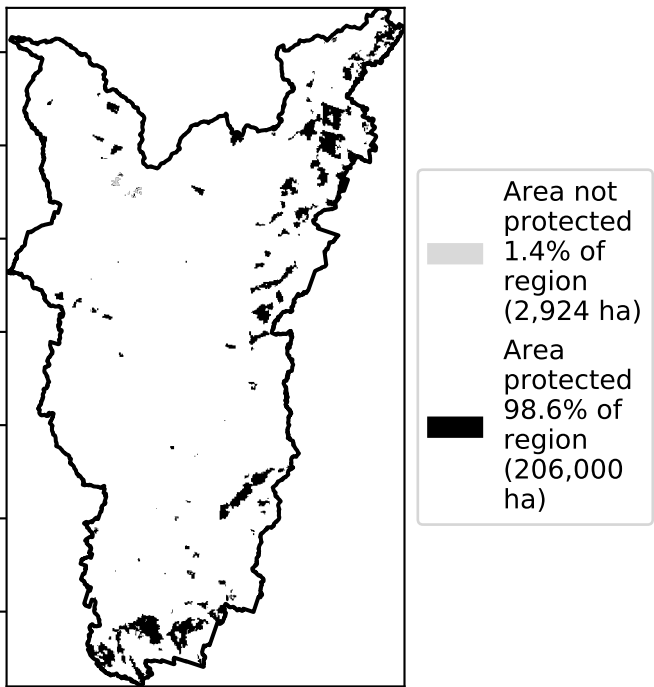 Area not
protected
1.4% of
region
(2,924 ha)
Area
protected
98.6% of
region
(206,000
ha)